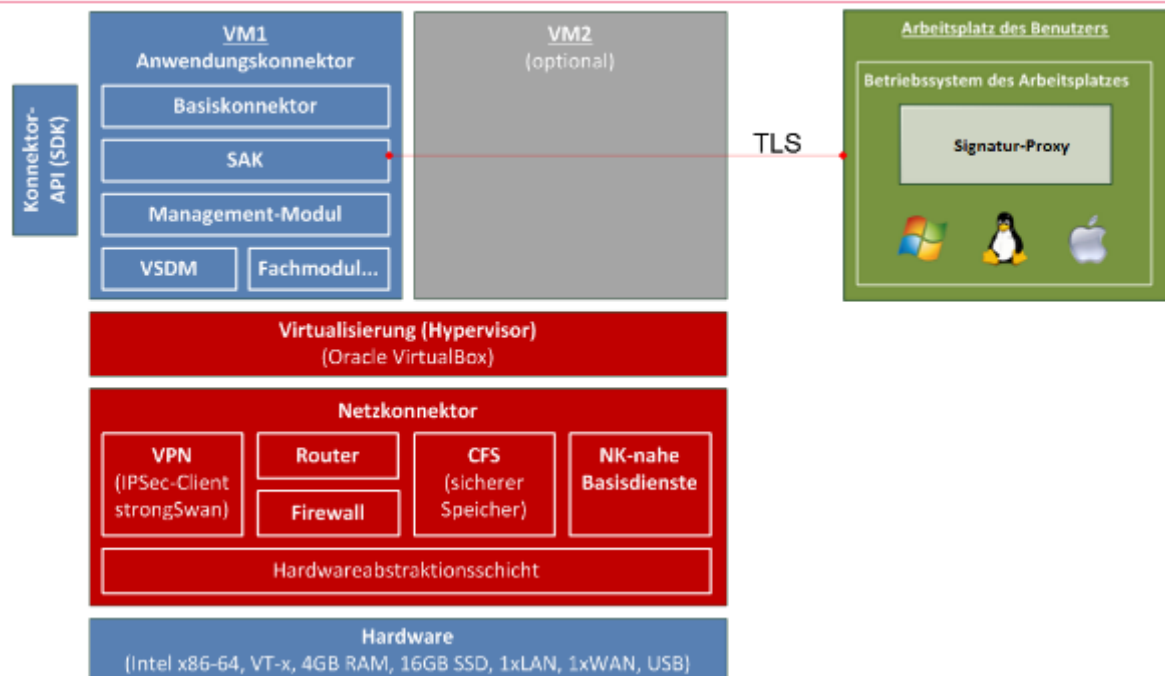 Konnektor-
API (SDK)
VM1
Anwendungskonnektor
Basiskonnektor
SAK
Management-Modul
VSDM
Fachmodul...
VM2
(optional)
TLS
Arbeitsplatz des Benutzers
Betriebssystem des Arbeitsplatzes
Signatur-Proxy
Virtualisierung (Hypervisor)
(Oracle VirtualBox)
Netzkonnektor
VPN
(IPSec-Client
strongSwan)
Router
Firewall
CFS
(sicherer
Speicher)
NK-nahe
Basisdienste
Hardwareabstraktionsschicht
Hardware
(Intel x86-64, VT-x, 4GB RAM, 16GB SSD, 1xLAN, 1xWAN, USB)